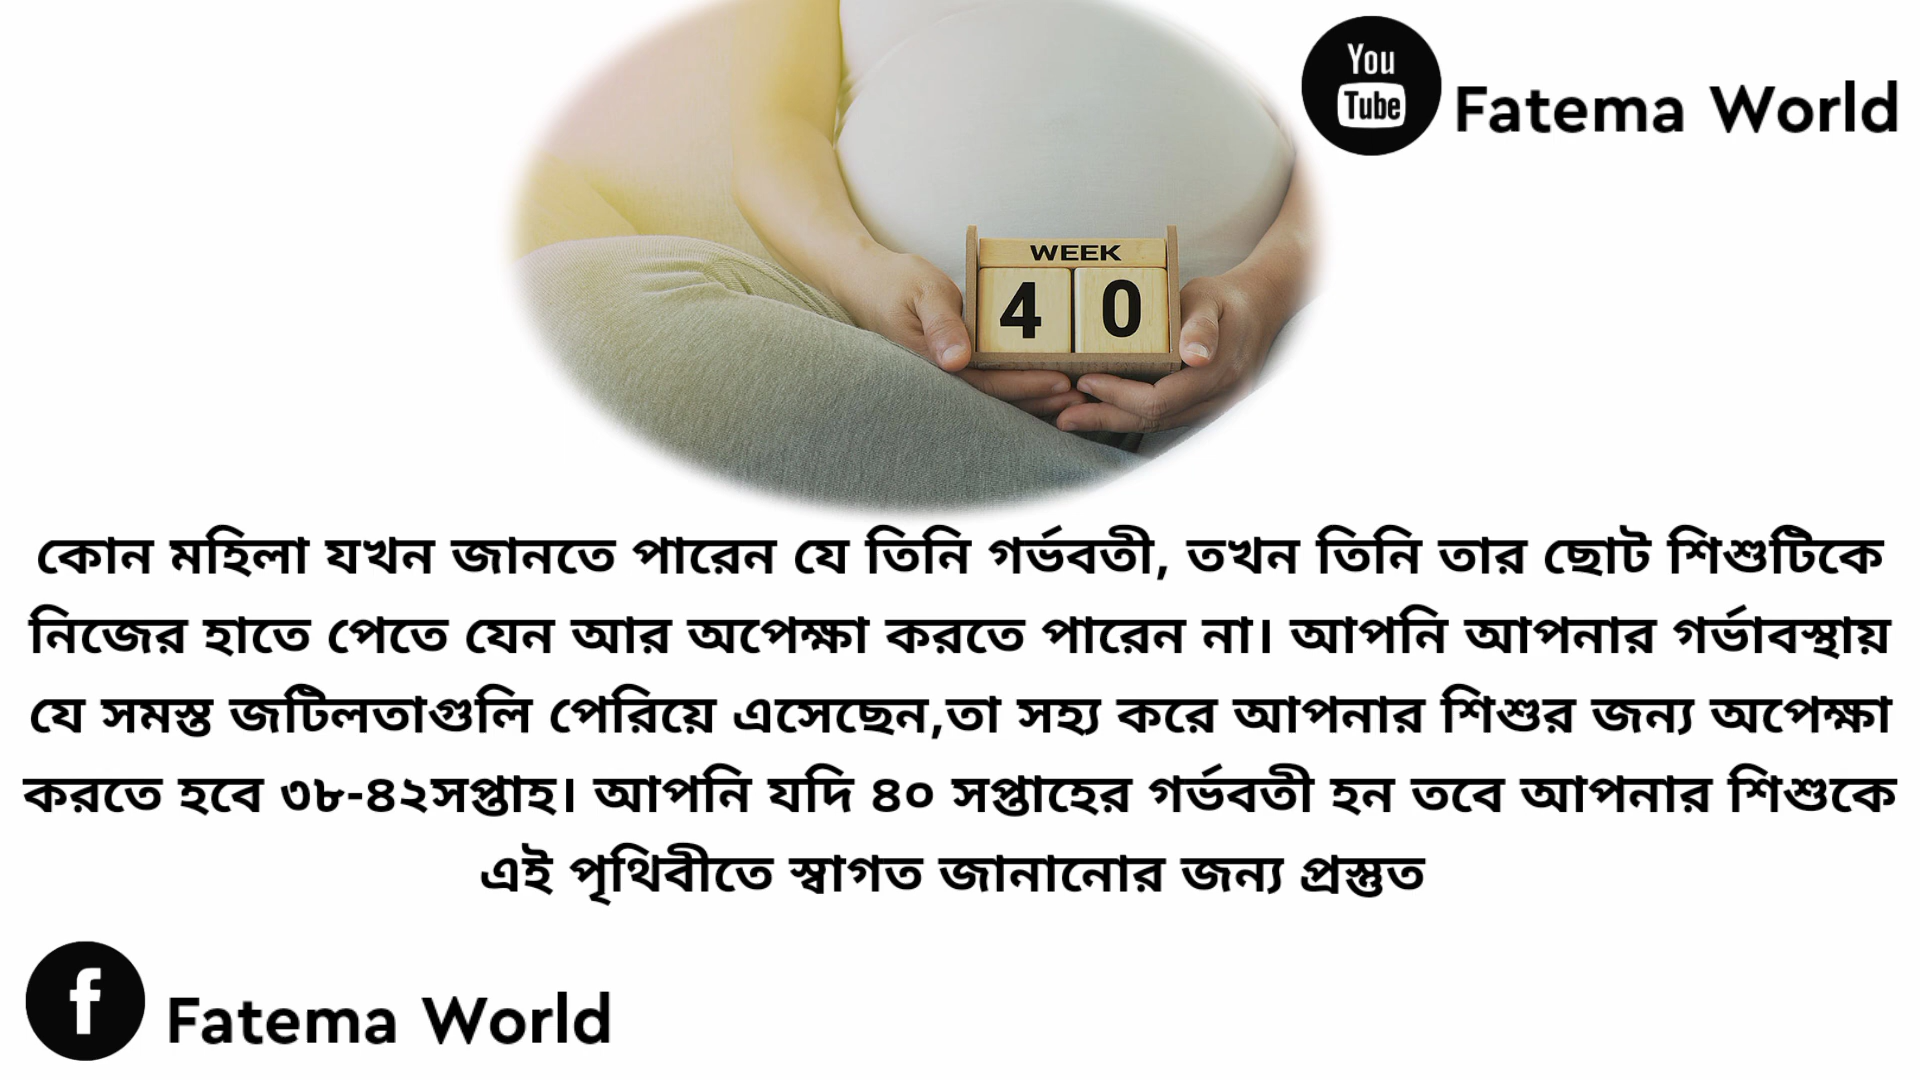 You
Tube
Fatema World
WEEK
4 0
কোন মহিলা যখন জানতে পারেন যে তিনি গর্ভবতী, তখন তিনি তার ছোট শিশুটিকে
নিজের হাতে পেতে যেন আর অপেক্ষা করতে পারেন না। আপনি আপনার গর্ভাবস্থায়
যে সমস্ত জটিলতাগুলি পেরিয়ে এসেছেন,তা সহ্য করে আপনার শিশুর জন্য অপেক্ষা
করতে হবে ৩৮-৪২সপ্তাহ। আপনি যদি ৪০ সপ্তাহের গর্ভবতী হন তবে আপনার শিশুকে
এই পৃথিবীতে স্বাগত জানানোর জন্য প্রস্তুত
f
Fatema World